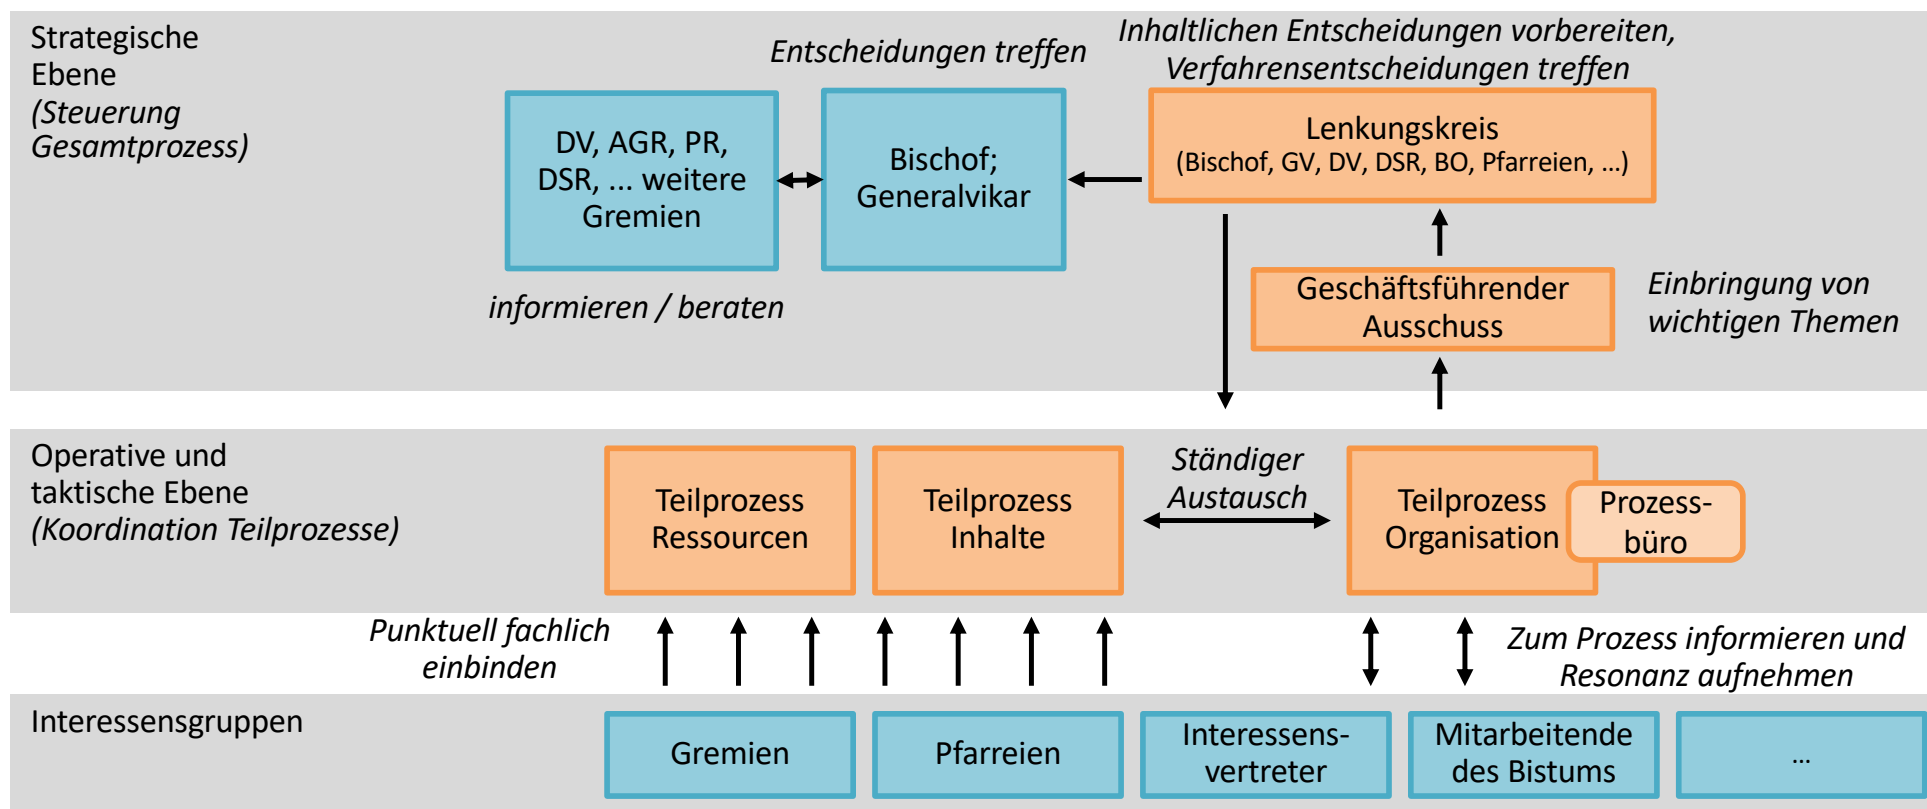 Strategische
Ebene
(Steuerung
Gesamtprozess)
Entscheidungen treffen
Inhaltlichen Entscheidungen vorbereiten,
Verfahrensentscheidungen treffen
DV, AGR, PR,
DSR, ... weitere
Gremien
Bischof;
Generalvikar
Lenkungskreis
(Bischof, GV, DV, DSR, BO, Pfarreien, ...)
informieren / beraten
Geschäftsführender
Ausschuss
Einbringung von
wichtigen Themen
Operative und
taktische Ebene
(Koordination Teilprozesse)
Teilprozess
Ressourcen
Teilprozess
Inhalte
Ständiger
Austausch
Teilprozess
Organisation
Prozess-
büro
Punktuell fachlich
einbinden
Zum Prozess informieren und
Resonanz aufnehmen
Interessensgruppen
Gremien
Pfarreien
Interessens-
vertreter
Mitarbeitende
des Bistums
...